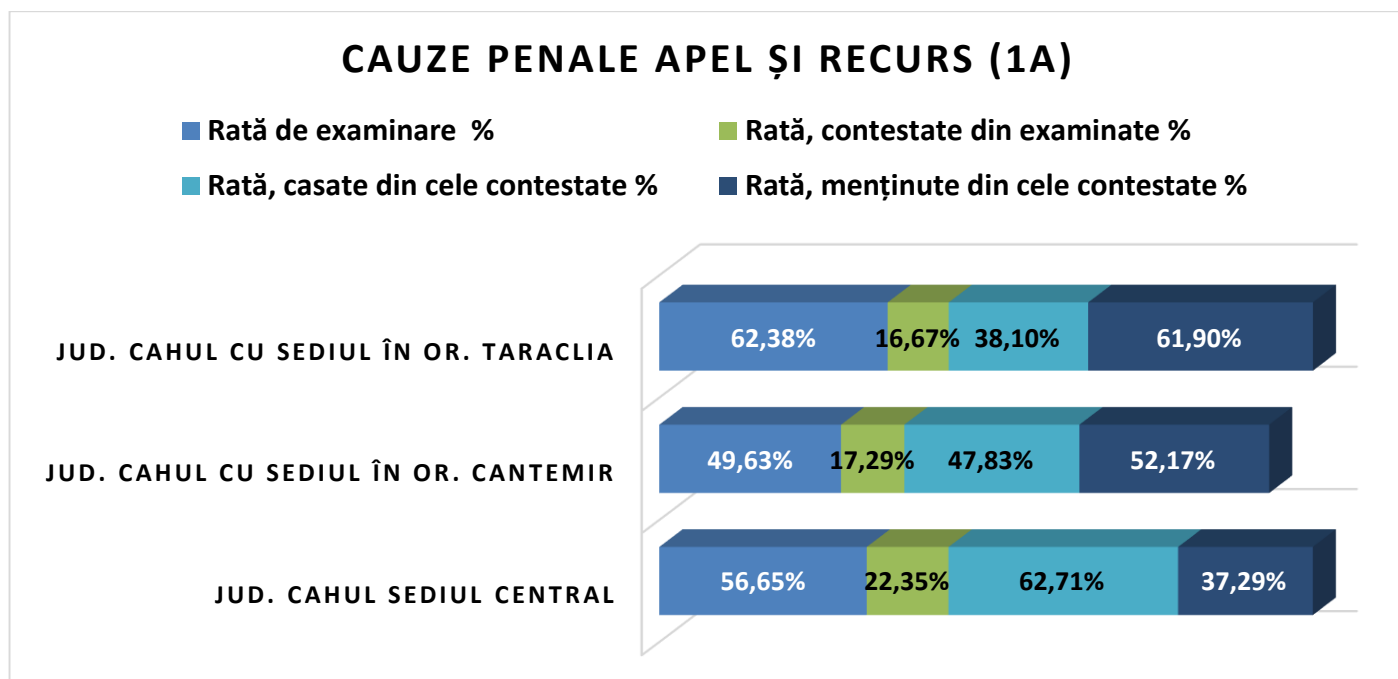 CAUZE PENALE APEL ȘI RECURS (1A)
Rată de examinare %
Rată, contestate din examinate %
Rată, casate din cele contestate %
Rată, menținute din cele contestate %
JUD. CAHUL CU SEDIUL ÎN OR. TARACLIA
62,38% 16,67% 38,10% 61,90%
JUD. CAHUL CU SEDIUL ÎN OR. CANTEMIR
49,63% 17,29% 47,83% 52,17%
JUD. CAHUL SEDIUL CENTRAL
56,65% 22,35% 62,71% 37,29%